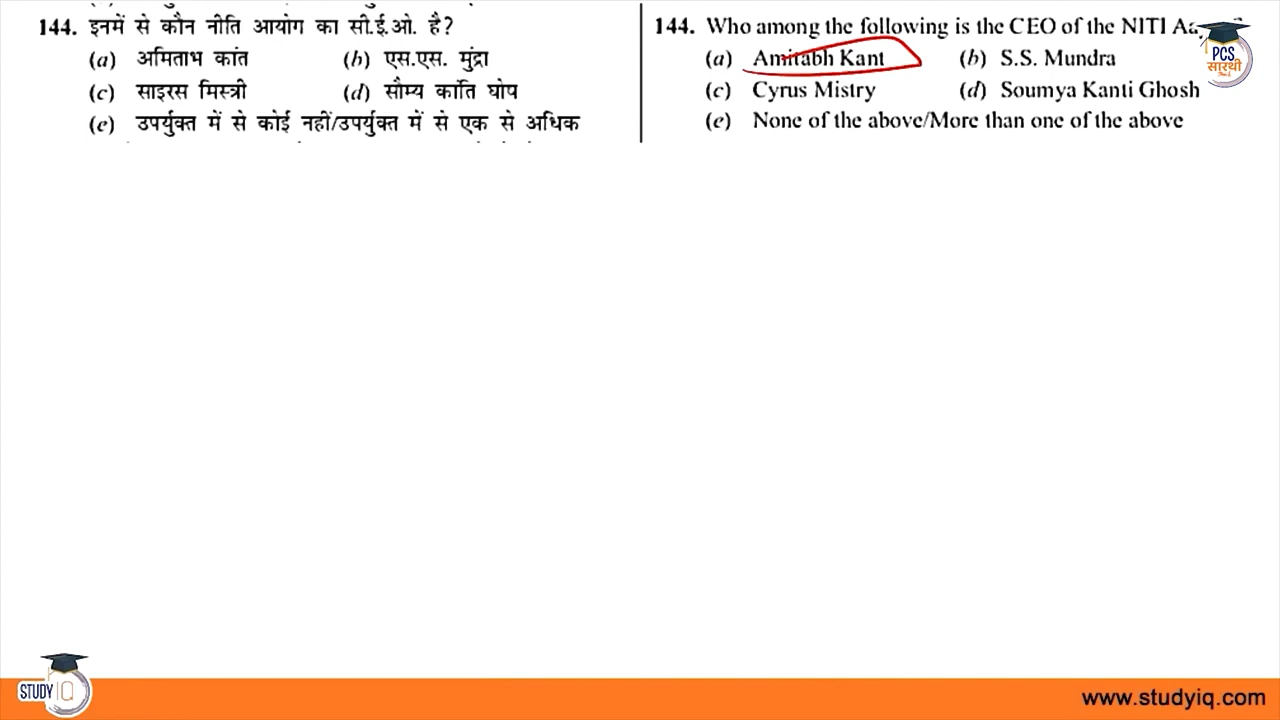 144. इनमें से कौन नीति आयोग का सी.ई.ओ. है?
(a) अमिताभ कांत (b) एस.एस. मुंद्रा
(c) साइरस मिस्त्री (d) सौम्य कांति घोष
(e) उपर्युक्त में से कोई नहीं/उपर्युक्त में से एक से अधिक
144. Who among the following is the CEO of the NITI
(a) Amitabh Kant (b) S.S. Mundra
(c) Cyrus Mistry (d) Soumya Kanti Ghosh
(e) None of the above/More than one of the above
PCS
सारथी
STUDY IQ
www.studyiq.com